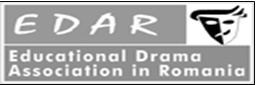 EDAR
Educational Drama
Association in Romania